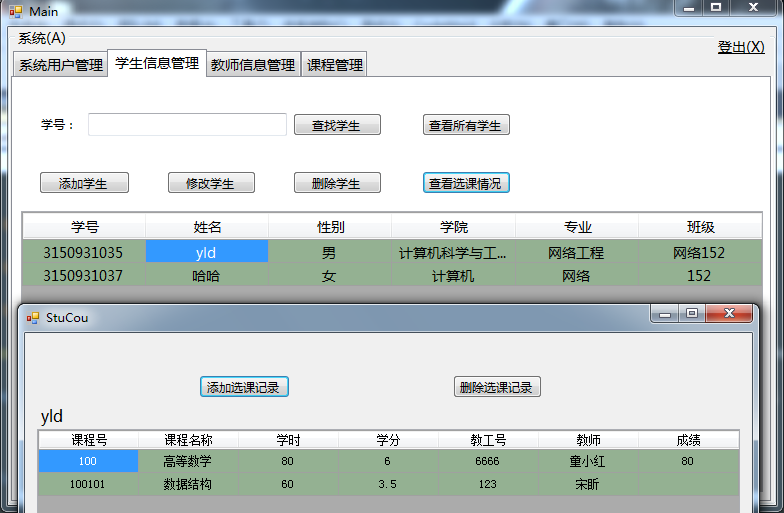 Main
系统(A)
登出(X)
系统用户管理 学生信息管理 教师信息管理 课程管理
学号： 查找学生 查看所有学生
添加学生 修改学生 删除学生 查看选课情况
学号 姓名 性别 学院 专业 班级
3150931035 yld 男 计算机科学与工... 网络工程 网络152
3150931037 哈哈 女 计算机 网络 152
StuCou
添加选课记录 删除选课记录
yld
课程号 课程名称 学时 学分 教工号 教师 成绩
100 高等数学 80 6 6666 童小红 80
100101 数据结构 60 3.5 123 宋昕